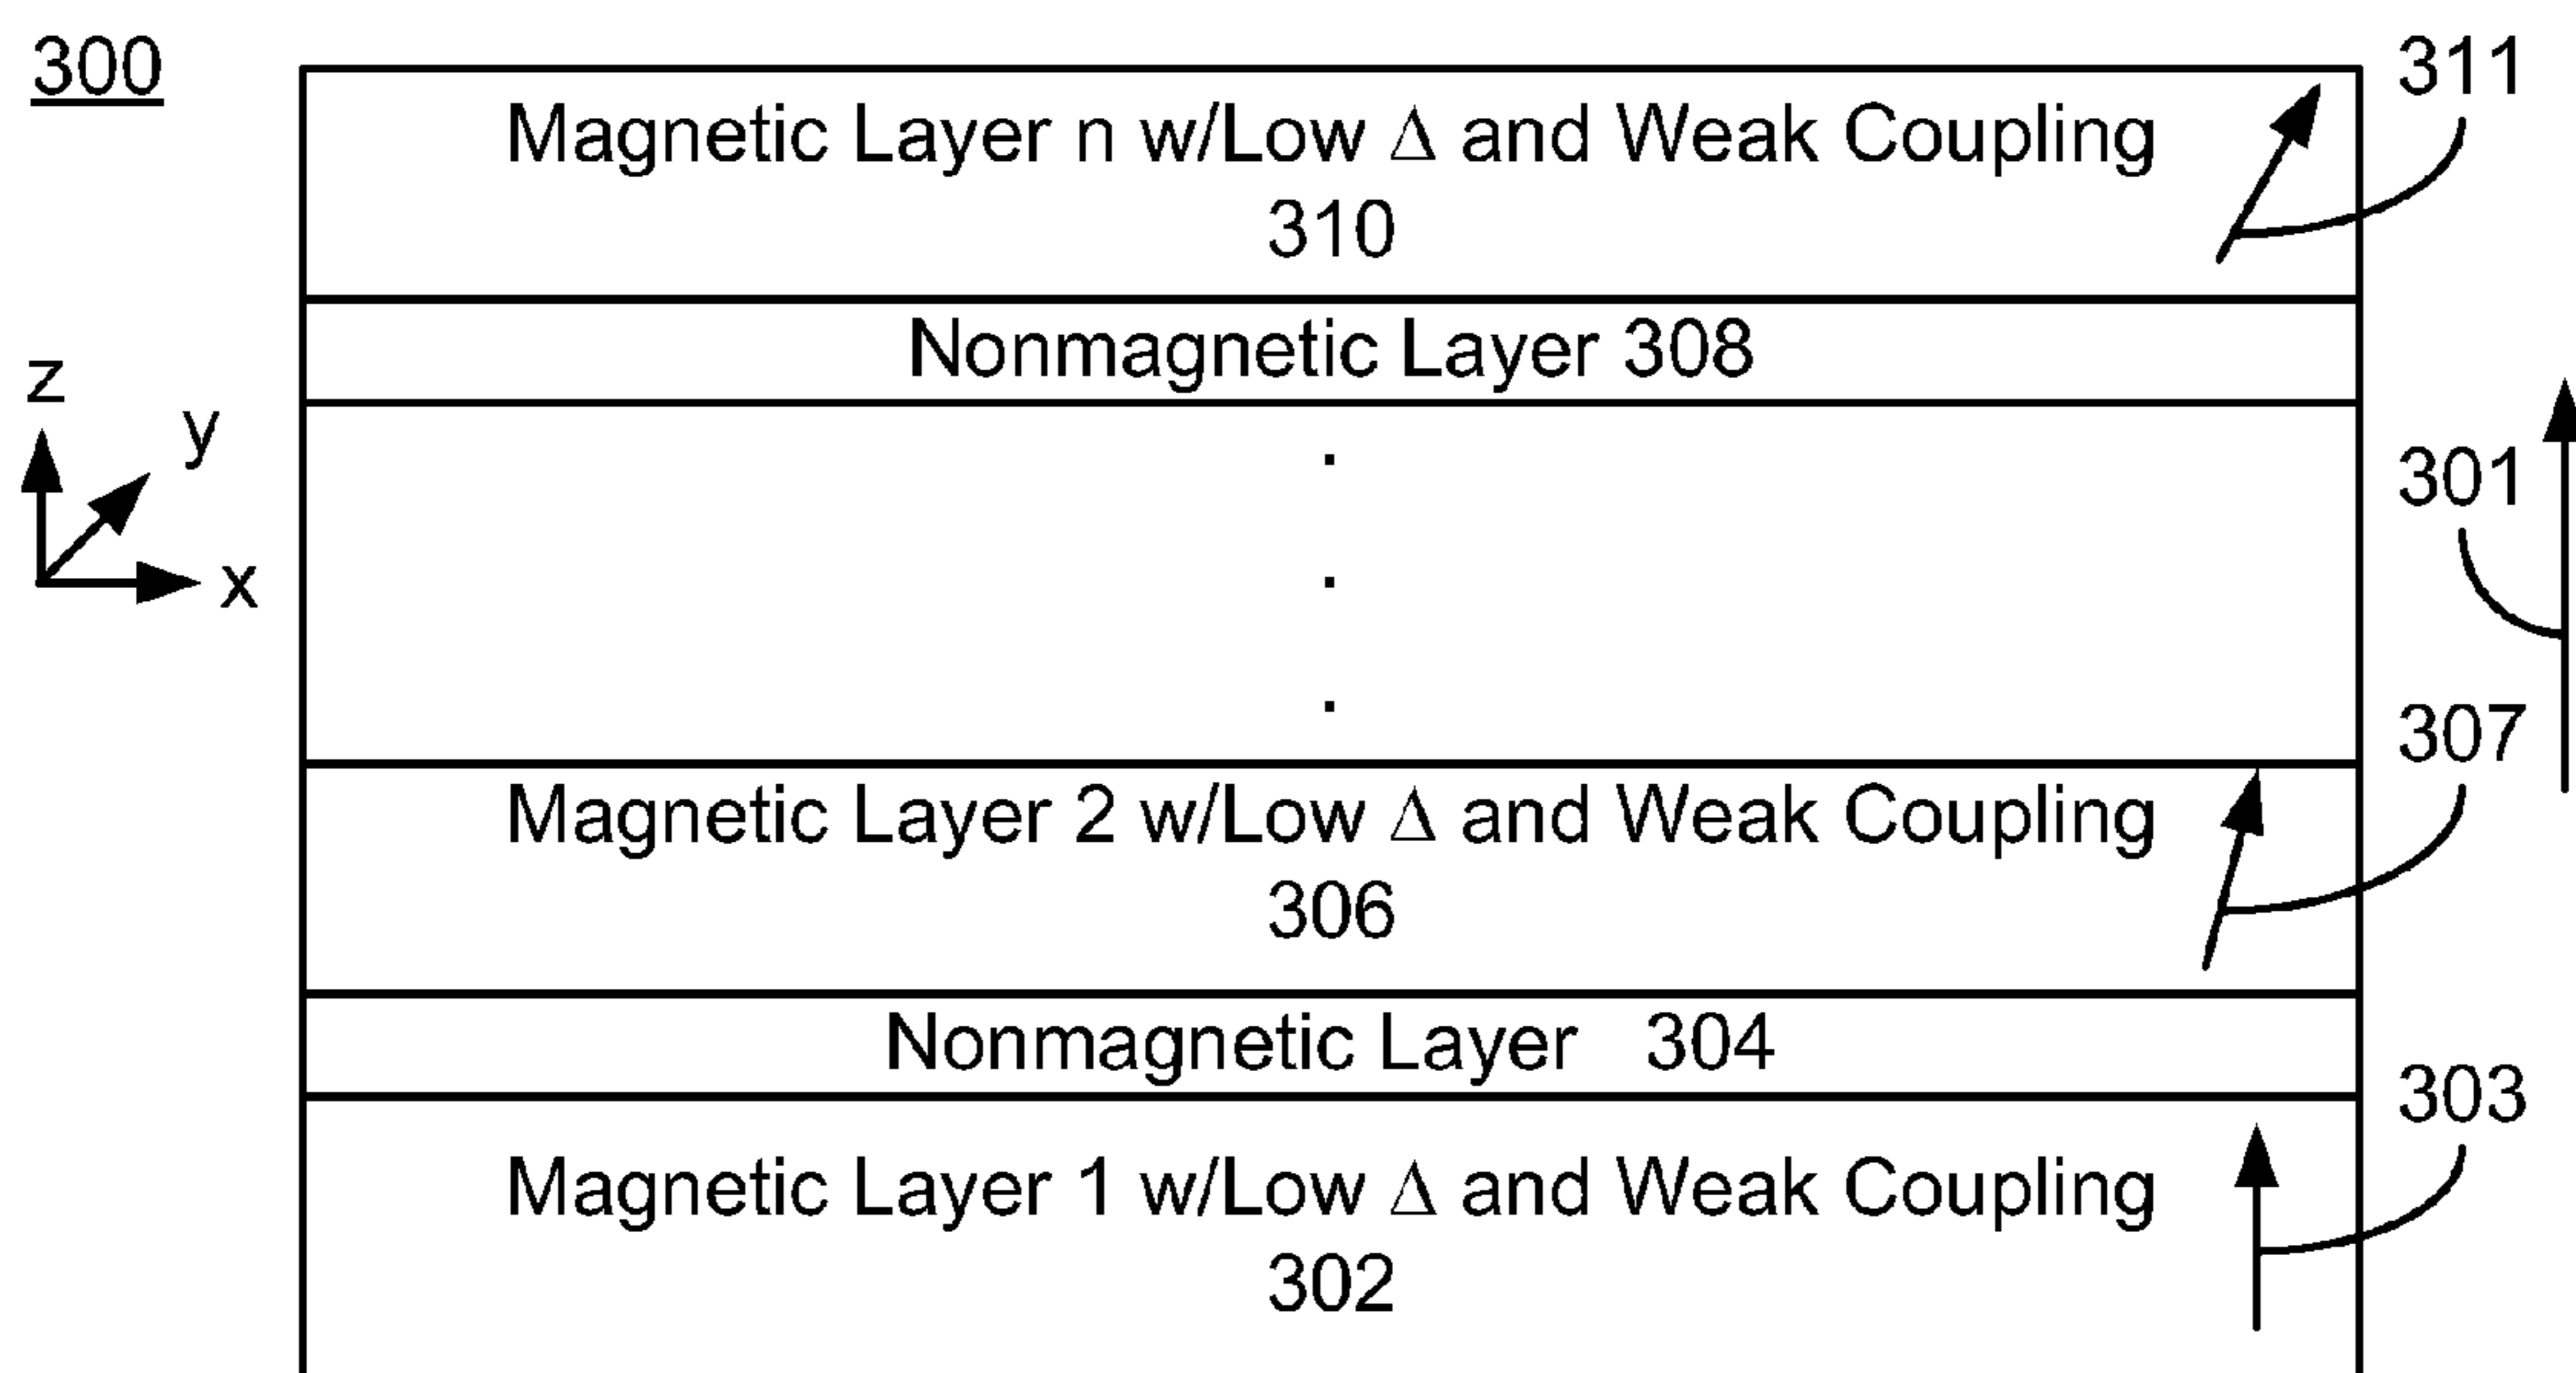 300
311
Magnetic Layer n w/Low Δ and Weak Coupling
310
Nonmagnetic Layer 308
z
y
x
301
307
Magnetic Layer 2 w/Low Δ and Weak Coupling
306
Nonmagnetic Layer 304
303
Magnetic Layer 1 w/Low Δ and Weak Coupling
302